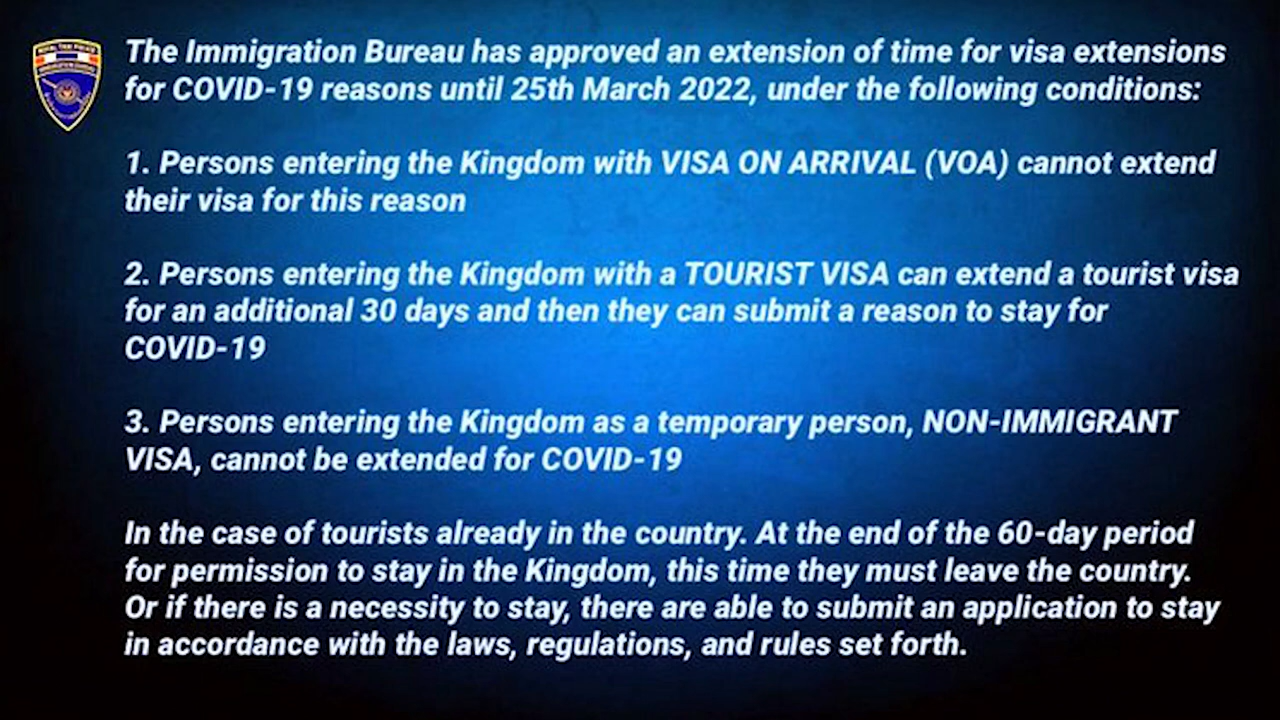 ROYAL THAI POLICE
IMMIGRATION BUREAU
The Immigration Bureau has approved an extension of time for visa extensions
for COVID-19 reasons until 25th March 2022, under the following conditions:
1. Persons entering the Kingdom with VISA ON ARRIVAL (VOA) cannot extend
their visa for this reason
2. Persons entering the Kingdom with a TOURIST VISA can extend a tourist visa
for an additional 30 days and then they can submit a reason to stay for
COVID-19
3. Persons entering the Kingdom as a temporary person, NON-IMMIGRANT
VISA, cannot be extended for COVID-19
In the case of tourists already in the country. At the end of the 60-day period
for permission to stay in the Kingdom, this time they must leave the country.
Or if there is a necessity to stay, there are able to submit an application to stay
in accordance with the laws, regulations, and rules set forth.